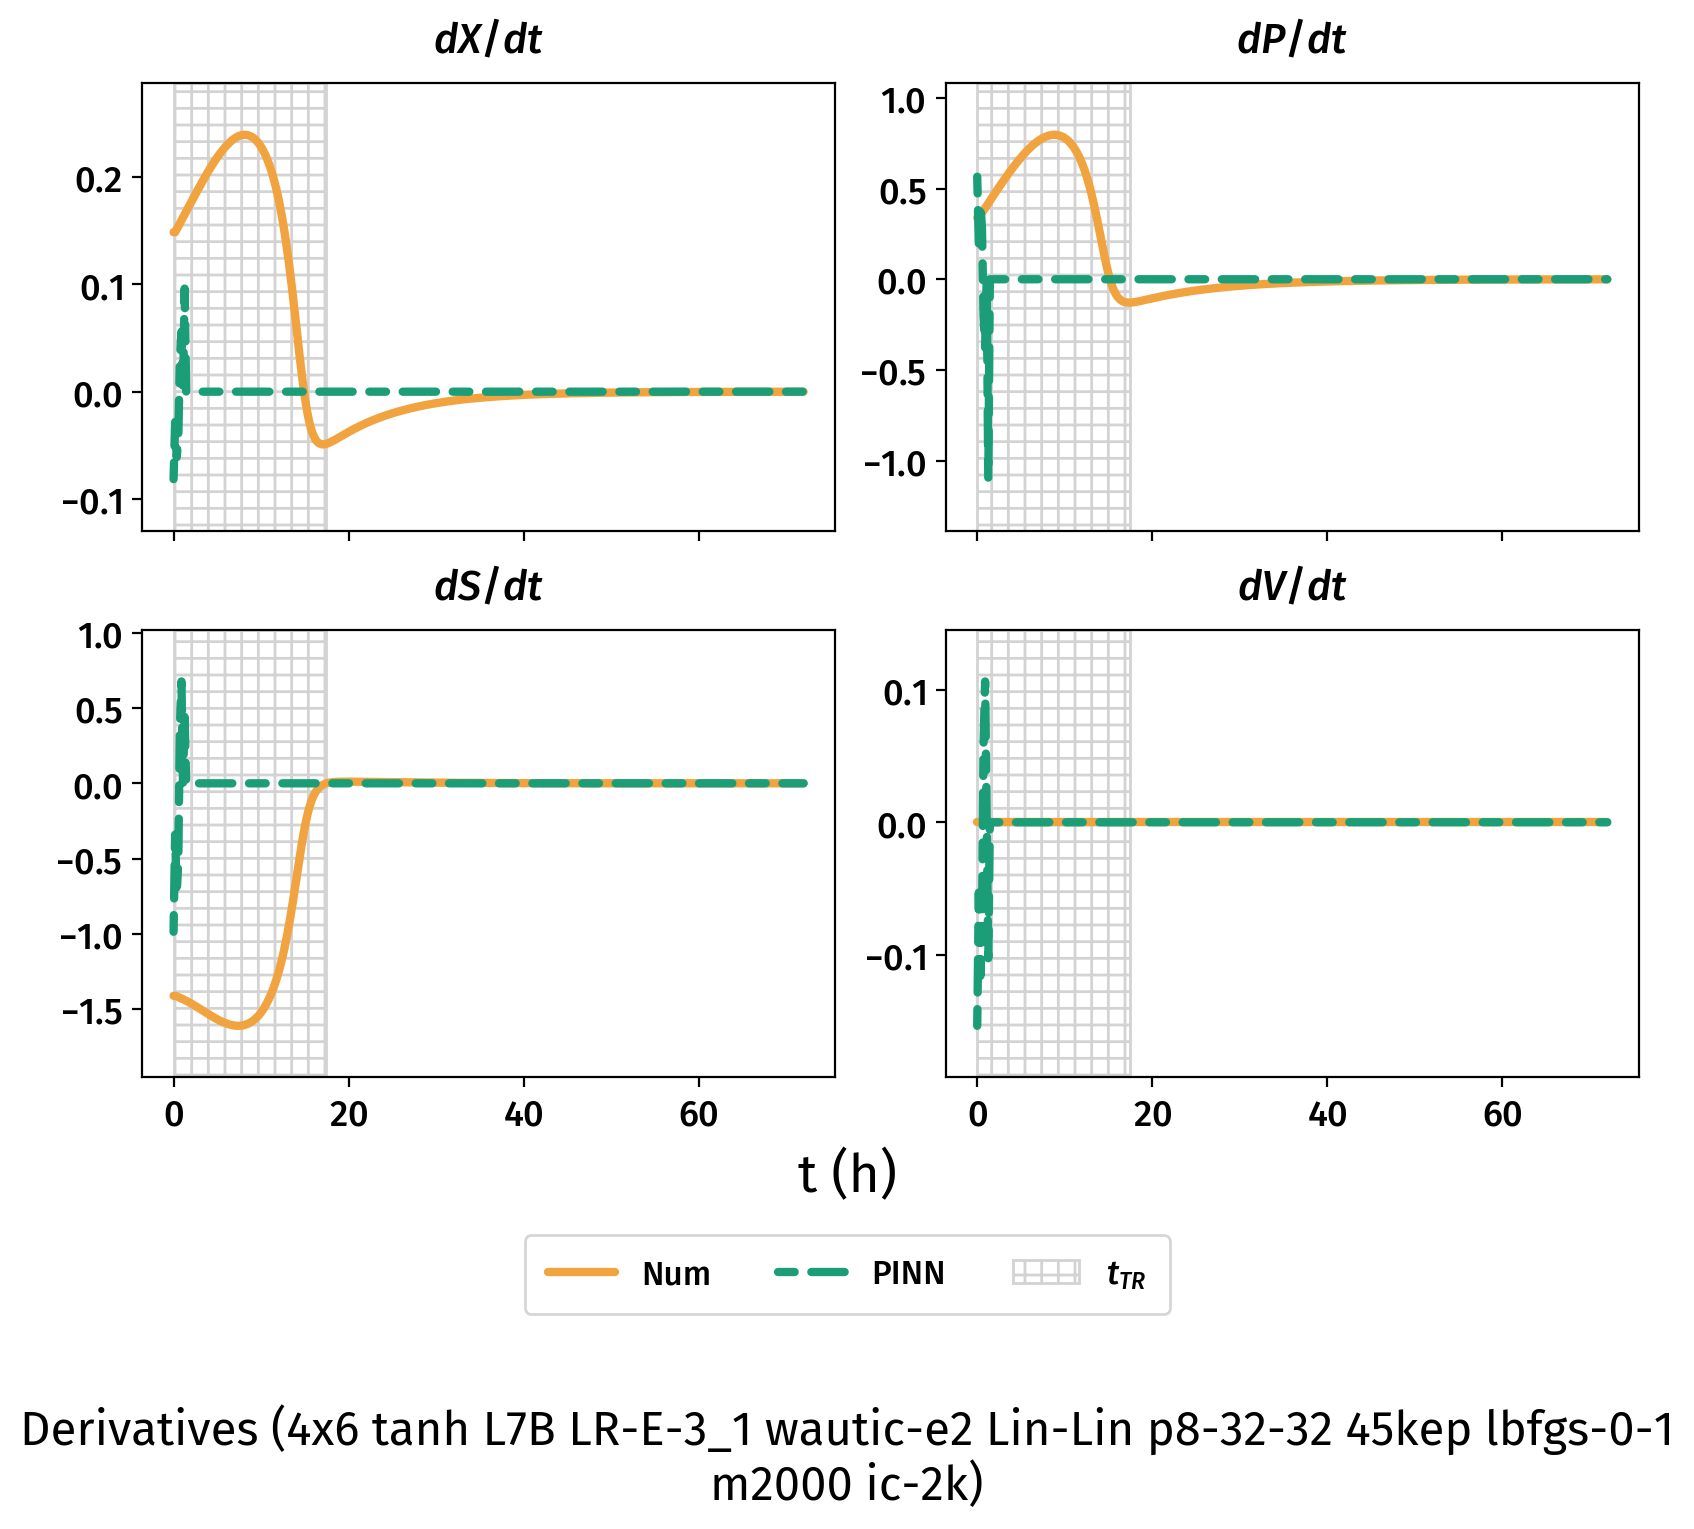 dX/dt
dP/dt
0.2
0.1
0.0
−0.1
1.0
0.5
0.0
−0.5
−1.0
dS/dt
dV/dt
1.0
0.5
0.0
−0.5
−1.0
−1.5
0.1
0.0
−0.1
0 20 40 60
0 20 40 60
t (h)
Num PINN t_TR
Derivatives (4x6 tanh L7B LR-E-3_1 wautic-e2 Lin-Lin p8-32-32 45kep lbfgs-0-1
m2000 ic-2k)